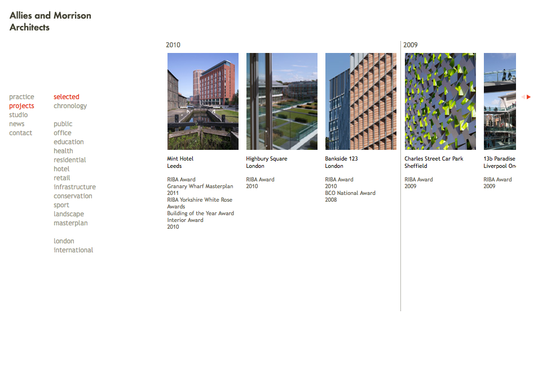 Allies and Morrison
Architects
2010
2009
practice
projects
studio
news
contact
selected
chronology
public
office
education
health
residential
hotel
retail
infrastructure
conservation
sport
landscape
masterplan
london
international
Mint Hotel
Leeds
RIBA Award
Granary Wharf Masterplan
2011
RIBA Yorkshire White Rose
Awards
Building of the Year Award
Interior Award
2010
Highbury Square
London
RIBA Award
2010
Bankside 123
London
RIBA Award
2010
BCO National Award
2008
Charles Street Car Park
Sheffield
RIBA Award
2009
13b Paradise
Liverpool On
RIBA Award
2009